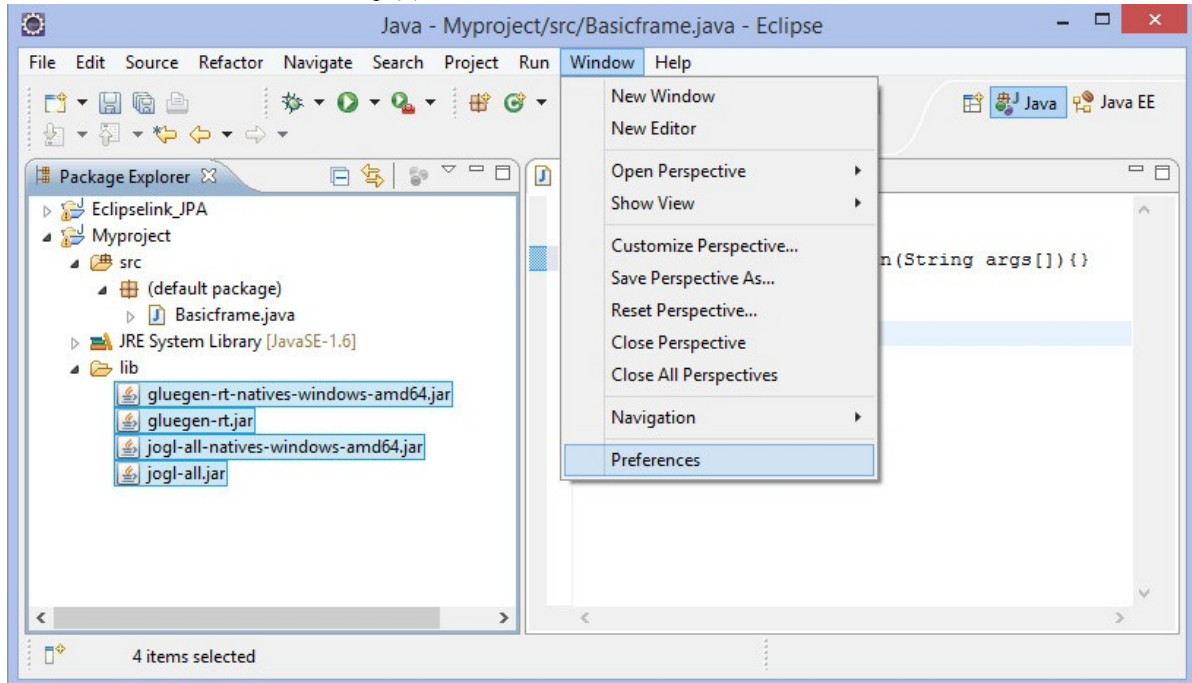 Java - Myproject/src/Basicframe.java - Eclipse
File Edit Source Refactor Navigate Search Project Run Window Help
Java Java EE
Package Explorer
Eclipselink_JPA
Myproject
src
(default package)
Basicframe.java
JRE System Library [JavaSE-1.6]
lib
gluegen-rt-natives-windows-amd64.jar
gluegen-rt.jar
jogl-all-natives-windows-amd64.jar
jogl-all.jar
New Window
New Editor
Open Perspective
Show View
Customize Perspective...
Save Perspective As...
Reset Perspective...
Close Perspective
Close All Perspectives
Navigation
Preferences
n(String args[]){}
4 items selected